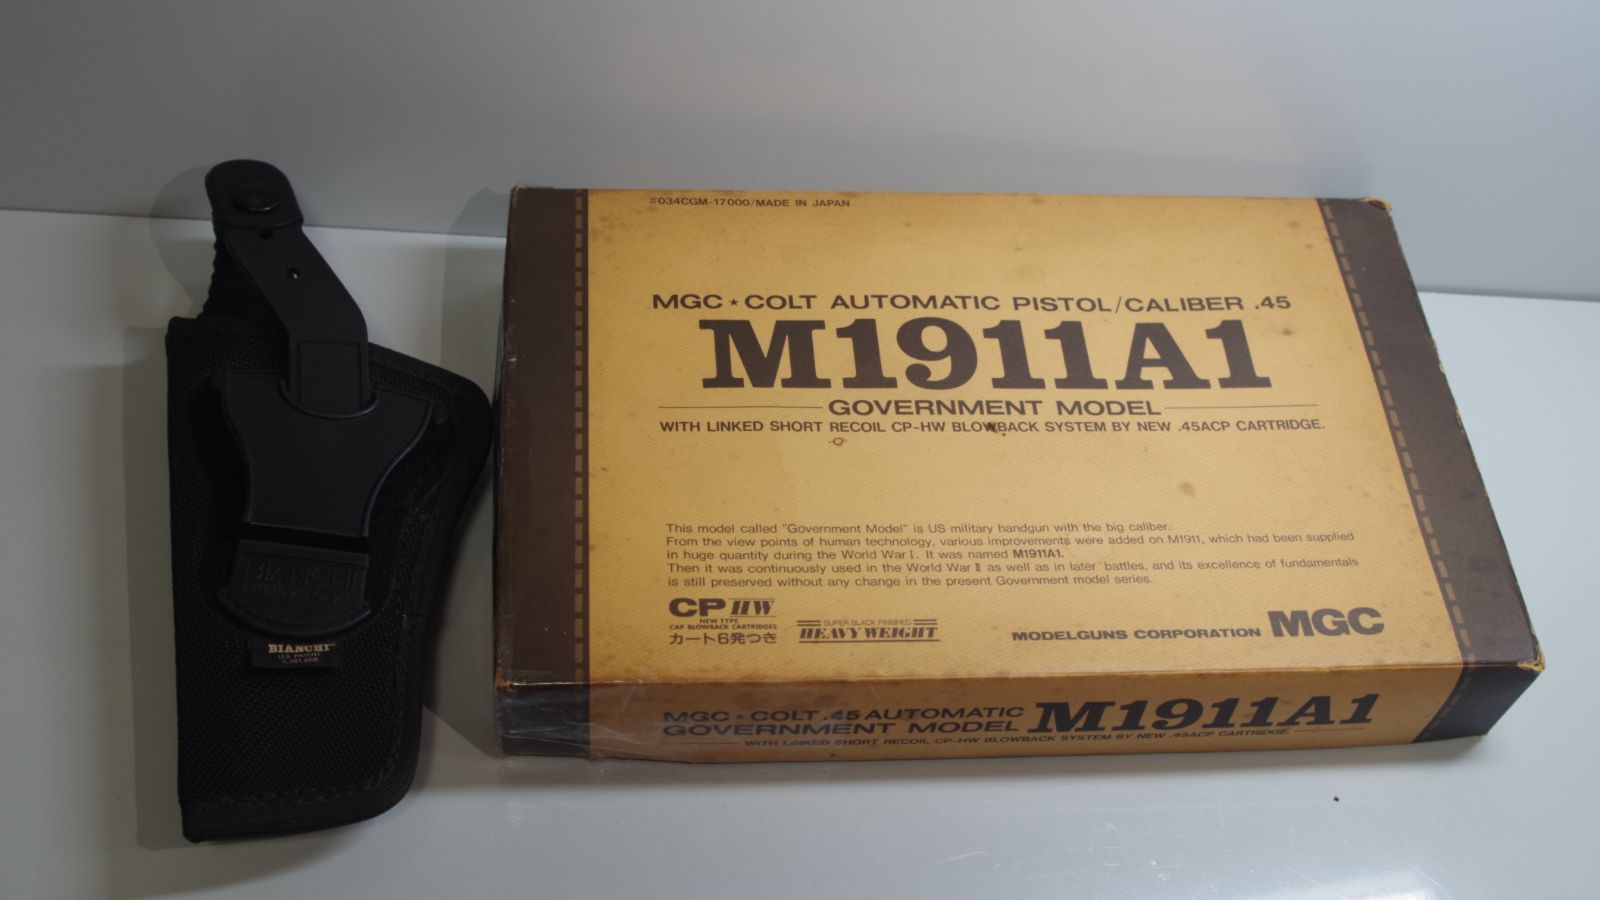 #034CGM-17000/MADE IN JAPAN
MGC★COLT AUTOMATIC PISTOL/CALIBER .45
M1911A1
GOVERNMENT MODEL
WITH LINKED SHORT RECOIL CP-HW BLOWBACK SYSTEM BY NEW .45ACP CARTRIDGE.
This model called "Government Model" is US military handgun with the big caliber.
From the view points of human technology, various improvements were added on M1911, which had been supplied
in huge quantity during the World War I. It was named M1911A1.
Then it was continuously used in the World War II as well as in later battles, and its excellence of fundamentals
is still preserved without any change in the present Government model series.
CP HW
NEW TYPE
CAP BLOWBACK CARTRIDGES
カート6発つき
SUPER BLACK FINISHED
HEAVY WEIGHT
MODELGUNS CORPORATION MGC
MGC★COLT .45 AUTOMATIC
GOVERNMENT MODEL M1911A1
WITH LINKED SHORT RECOIL CP-HW BLOWBACK SYSTEM BY NEW .45ACP CARTRIDGE.
BIANCHI
INTERNATIONAL
BIANCHI
U.S. PATENT